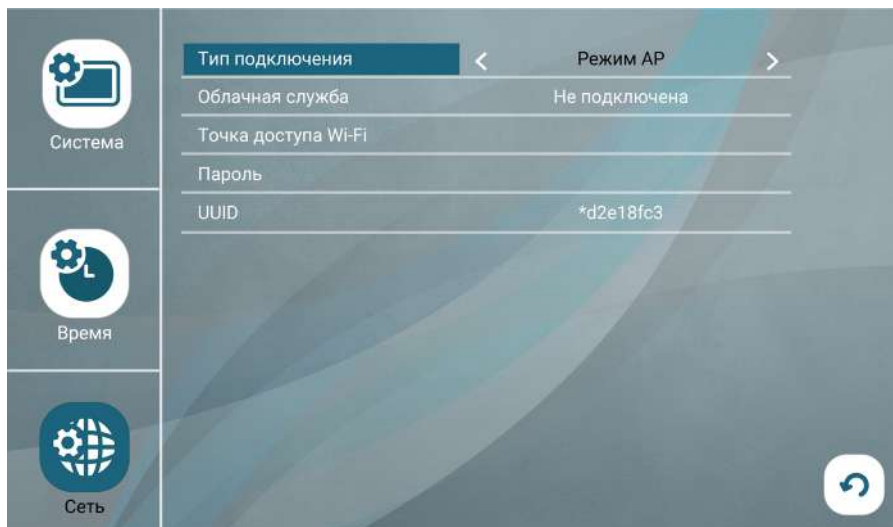 Система
Время
Сеть
Тип подключения < Режим AP >
Облачная служба Не подключена
Точка доступа Wi-Fi
Пароль
UUID *d2e18fc3